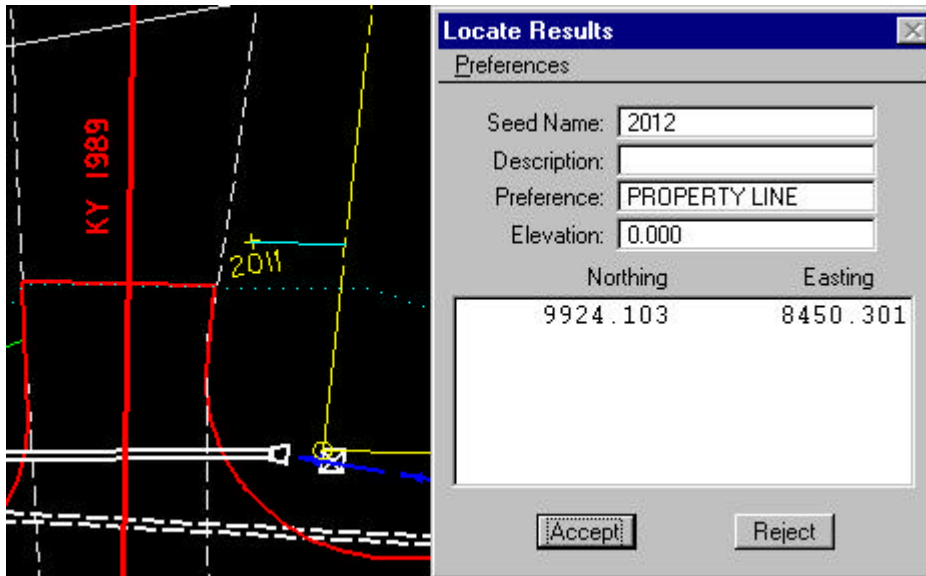 KY 1989
2011
Locate Results
Preferences
Seed Name: 2012
Description:
Preference: PROPERTY LINE
Elevation: 0.000
Northing Easting
9924.103 8450.301
Accept Reject